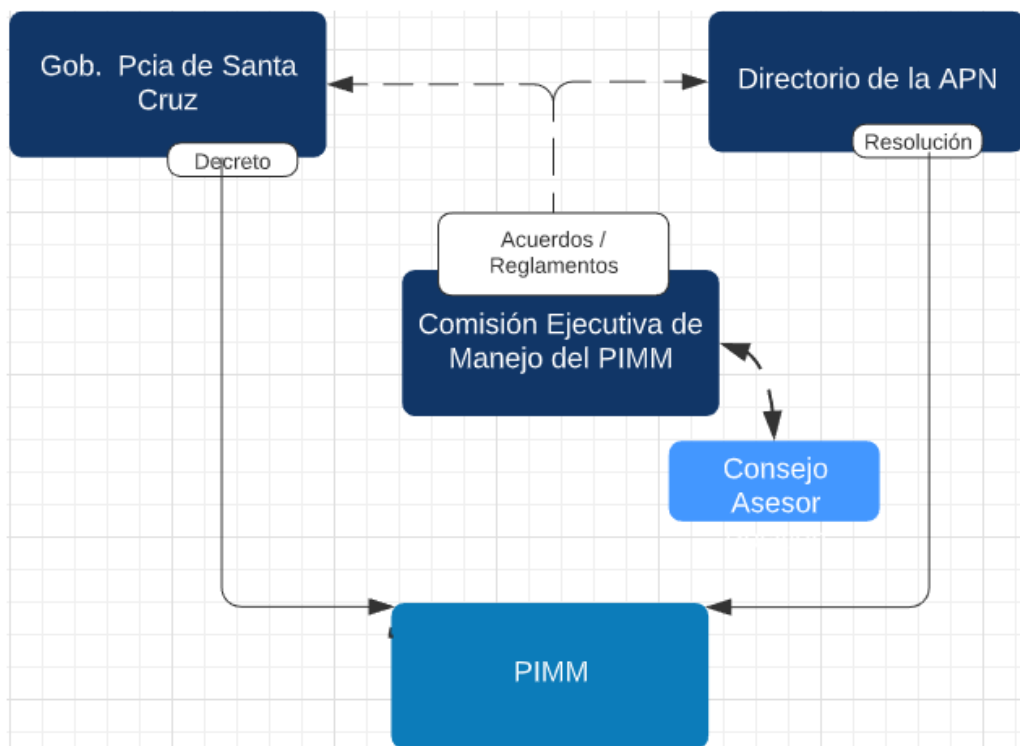 Gob. Pcia de Santa
Cruz
Decreto
Directorio de la APN
Resolución
Acuerdos /
Reglamentos
Comisión Ejecutiva de
Manejo del PIMM
Consejo
Asesor
PIMM